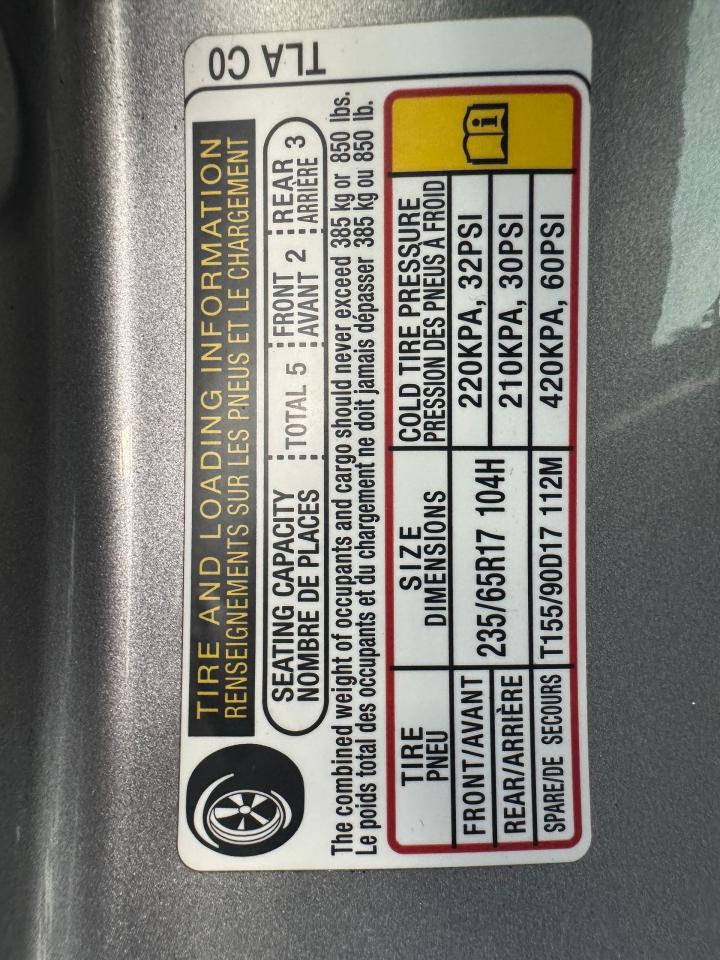 TLA C0
TIRE AND LOADING INFORMATION
RENSEIGNEMENTS SUR LES PNEUS ET LE CHARGEMENT
SEATING CAPACITY TOTAL 5 FRONT 2 REAR 3
NOMBRE DE PLACES AVANT ARRIÈRE
The combined weight of occupants and cargo should never exceed 385 kg or 850 lbs.
Le poids total des occupants et du chargement ne doit jamais dépasser 385 kg ou 850 lb.
TIRE SIZE COLD TIRE PRESSURE
PNEU DIMENSIONS PRESSION DES PNEUS À FROID
FRONT/AVANT 235/65R17 104H 220KPA, 32PSI
REAR/ARRIÈRE 210KPA, 30PSI
SPARE/DE SECOURS T155/90D17 112M 420KPA, 60PSI